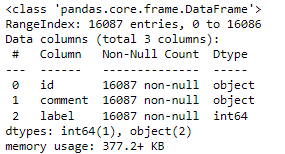 <class 'pandas.core.frame.DataFrame'>
RangeIndex: 16087 entries, 0 to 16086
Data columns (total 3 columns):
 #   Column   Non-Null Count  Dtype
---  ------   --------------  -----
 0   id       16087 non-null  object
 1   comment  16087 non-null  object
 2   label    16087 non-null  int64
dtypes: int64(1), object(2)
memory usage: 377.2+ KB